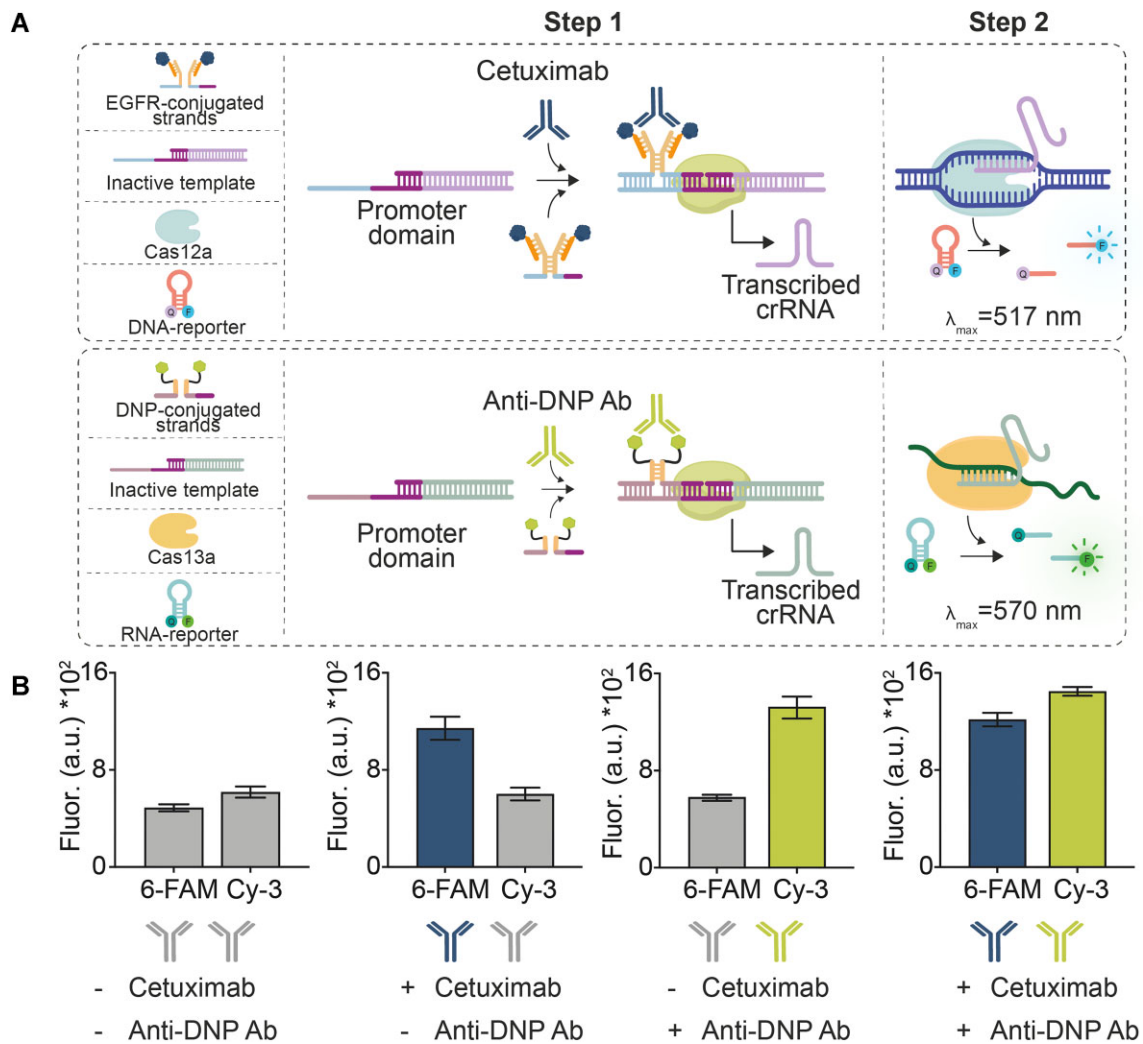 A
Step 1
Step 2
EGFR-conjugated
strands
Inactive template
Cas12a
Q F
DNA-reporter
Cetuximab
Promoter
domain
Transcribed
crRNA
Q F
Q
F
λmax=517 nm
DNP-conjugated
strands
Inactive template
Cas13a
Q F
RNA-reporter
Anti-DNP Ab
Promoter
domain
Transcribed
crRNA
Q F
Q
F
λmax=570 nm
B
Fluor. (a.u.) *10²
16
8
0
6-FAM Cy-3
- Cetuximab
- Anti-DNP Ab
Fluor. (a.u.) *10²
16
8
0
6-FAM Cy-3
+ Cetuximab
- Anti-DNP Ab
Fluor. (a.u.) *10²
16
8
0
6-FAM Cy-3
- Cetuximab
+ Anti-DNP Ab
Fluor. (a.u.) *10²
16
8
0
6-FAM Cy-3
+ Cetuximab
+ Anti-DNP Ab